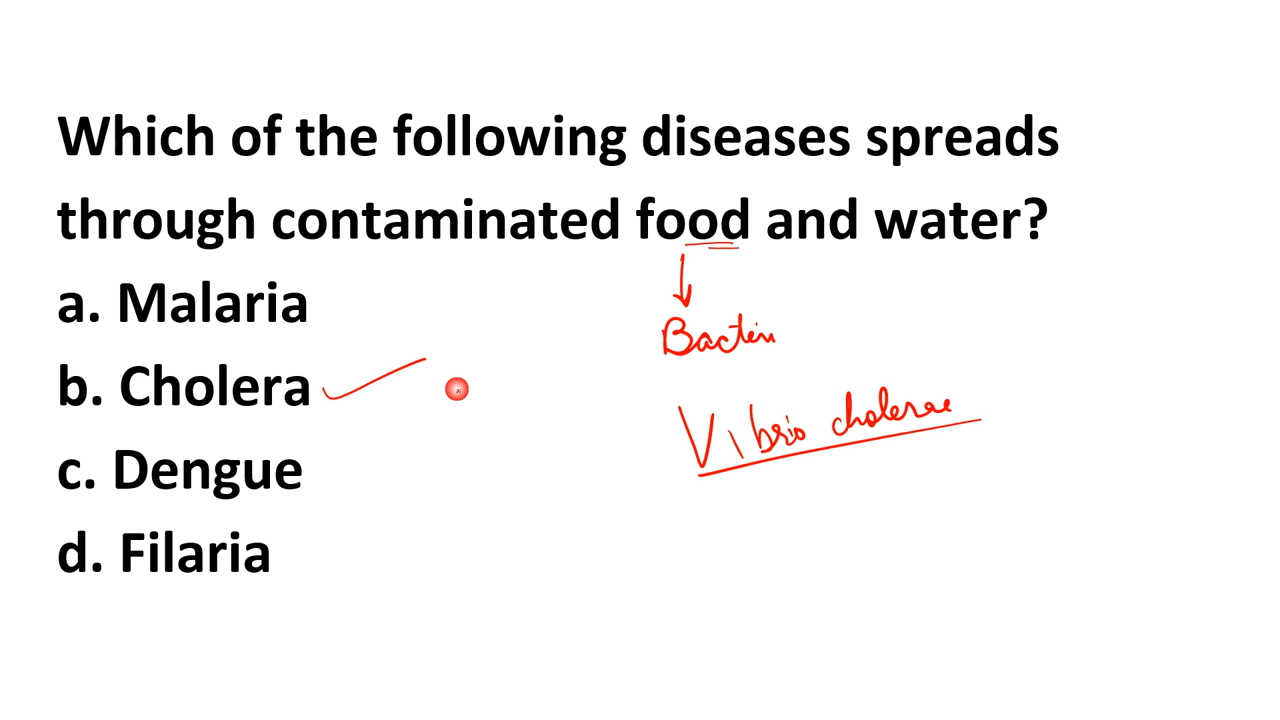 Which of the following diseases spreads
through contaminated food and water?
a. Malaria
Bacteri
b. Cholera
Vibrio cholerae
c. Dengue
d. Filaria